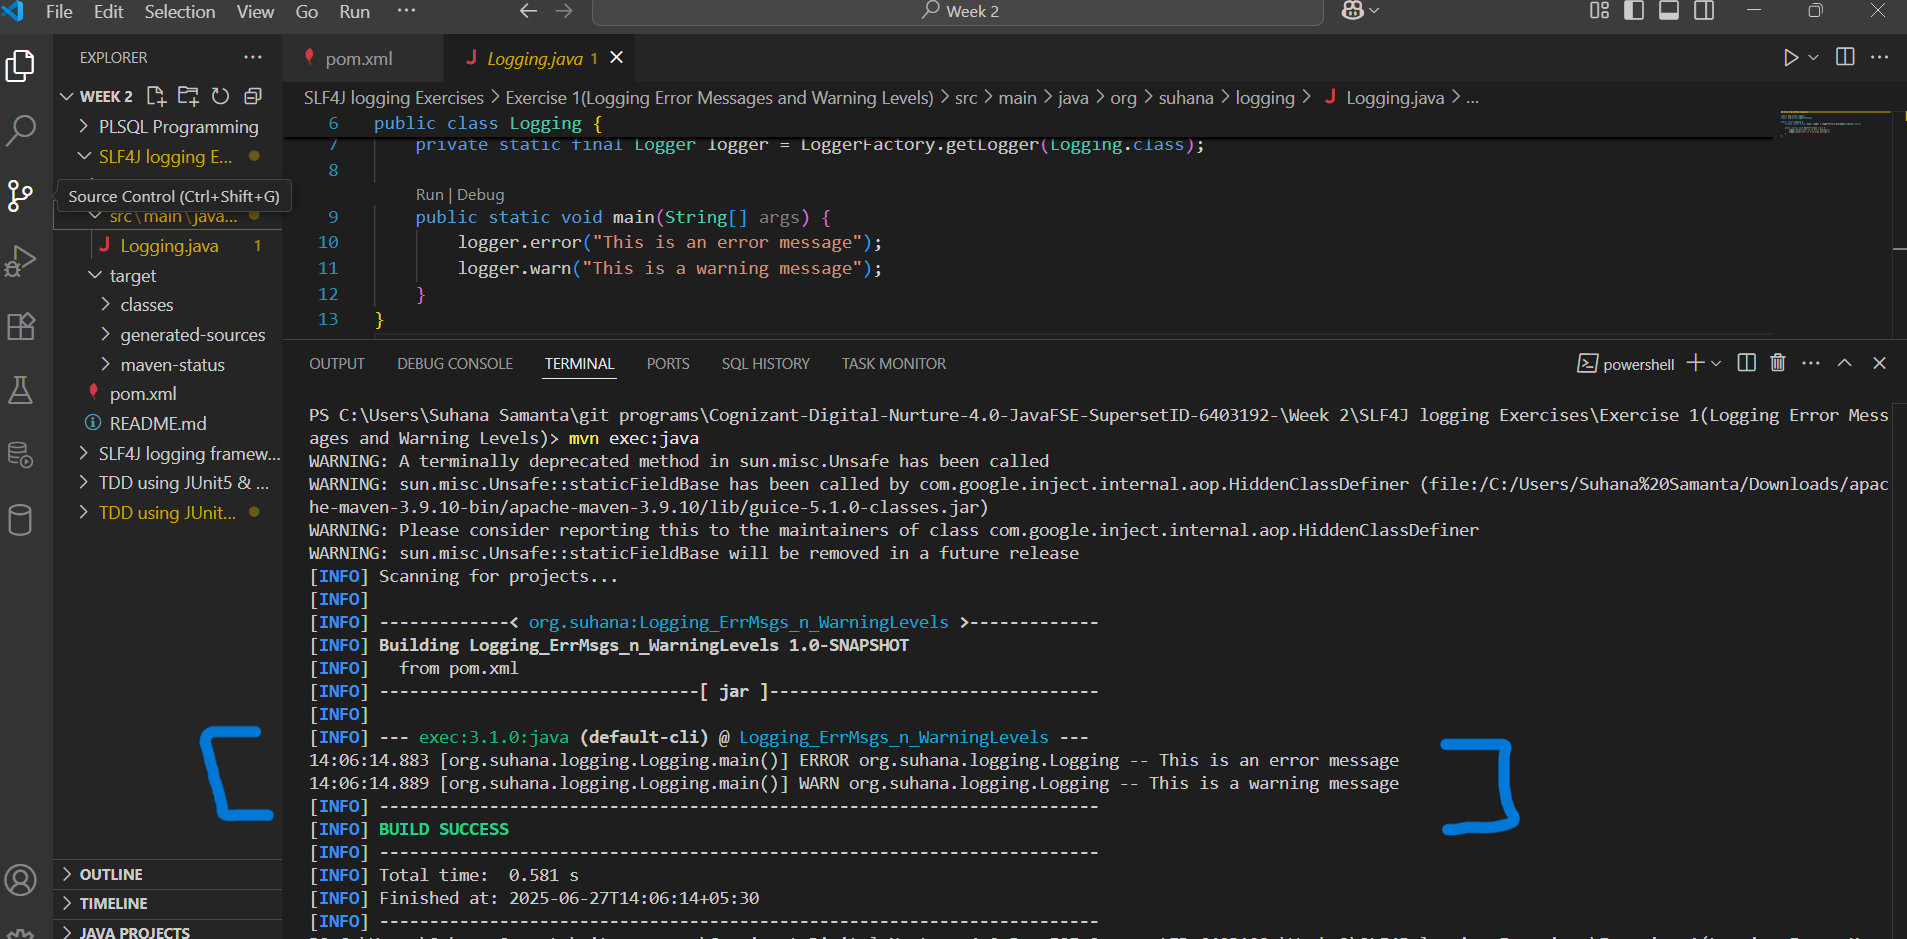 File Edit Selection View Go Run ··· Week 2
EXPLORER ···
WEEK 2
PLSQL Programming
SLF4J logging E...
Source Control (Ctrl+Shift+G)
src\main\java...
Logging.java 1
target
classes
generated-sources
maven-status
pom.xml
README.md
SLF4J logging framew...
TDD using JUnit5 & ...
TDD using JUnit...
OUTLINE
TIMELINE
JAVA PROJECTS
pom.xml Logging.java 1
SLF4J logging Exercises > Exercise 1(Logging Error Messages and Warning Levels) > src > main > java > org > suhana > logging > Logging.java > ...
6 public class Logging {
7 private static final Logger logger = LoggerFactory.getLogger(Logging.class);
8
Run | Debug
9 public static void main(String[] args) {
10 logger.error("This is an error message");
11 logger.warn("This is a warning message");
12 }
13 }
OUTPUT DEBUG CONSOLE TERMINAL PORTS SQL HISTORY TASK MONITOR powershell
PS C:\Users\Suhana Samanta\git programs\Cognizant-Digital-Nurture-4.0-JavaFSE-SupersetID-6403192-\Week 2\SLF4J logging Exercises\Exercise 1(Logging Error Mess
ages and Warning Levels)> mvn exec:java
WARNING: A terminally deprecated method in sun.misc.Unsafe has been called
WARNING: sun.misc.Unsafe::staticFieldBase has been called by com.google.inject.internal.aop.HiddenClassDefiner (file:/C:/Users/Suhana%20Samanta/Downloads/apac
he-maven-3.9.10-bin/apache-maven-3.9.10/lib/guice-5.1.0-classes.jar)
WARNING: Please consider reporting this to the maintainers of class com.google.inject.internal.aop.HiddenClassDefiner
WARNING: sun.misc.Unsafe::staticFieldBase will be removed in a future release
[INFO] Scanning for projects...
[INFO]
[INFO] -------------< org.suhana:Logging_ErrMsgs_n_WarningLevels >-------------
[INFO] Building Logging_ErrMsgs_n_WarningLevels 1.0-SNAPSHOT
[INFO]   from pom.xml
[INFO] --------------------------------[ jar ]---------------------------------
[INFO]
[INFO] --- exec:3.1.0:java (default-cli) @ Logging_ErrMsgs_n_WarningLevels ---
14:06:14.883 [org.suhana.logging.Logging.main()] ERROR org.suhana.logging.Logging -- This is an error message
14:06:14.889 [org.suhana.logging.Logging.main()] WARN org.suhana.logging.Logging -- This is a warning message
[INFO] ------------------------------------------------------------------------
[INFO] BUILD SUCCESS
[INFO] ------------------------------------------------------------------------
[INFO] Total time:  0.581 s
[INFO] Finished at: 2025-06-27T14:06:14+05:30
[INFO] ------------------------------------------------------------------------